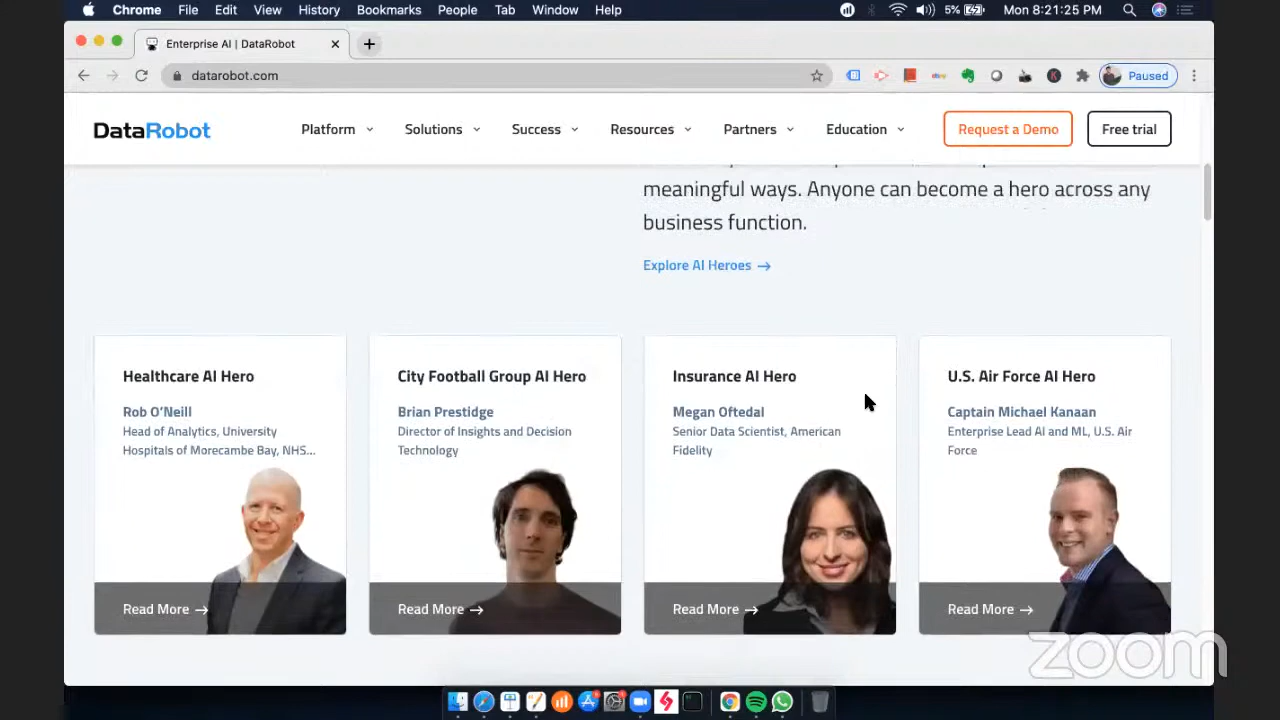 Chrome File Edit View History Bookmarks People Tab Window Help 5% Mon 8:21:25 PM
Enterprise AI | DataRobot
datarobot.com
Paused
DataRobot Platform Solutions Success Resources Partners Education Request a Demo Free trial
meaningful ways. Anyone can become a hero across any
business function.
Explore AI Heroes →
Healthcare AI Hero
Rob O'Neill
Head of Analytics, University
Hospitals of Morecambe Bay, NHS...
Read More →
City Football Group AI Hero
Brian Prestidge
Director of Insights and Decision
Technology
Read More →
Insurance AI Hero
Megan Oftedal
Senior Data Scientist, American
Fidelity
Read More →
U.S. Air Force AI Hero
Captain Michael Kanaan
Enterprise Lead AI and ML, U.S. Air
Force
Read More →
zoom